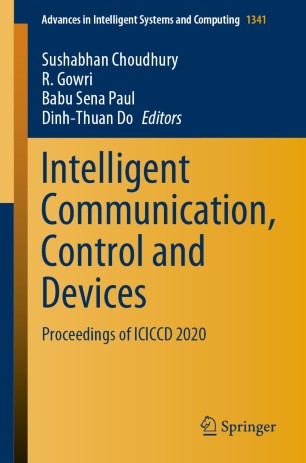 Advances in Intelligent Systems and Computing 1341
Sushabhan Choudhury
R. Gowri
Babu Sena Paul
Dinh-Thuan Do Editors
Intelligent
Communication,
Control and
Devices
Proceedings of ICICCD 2020
Springer